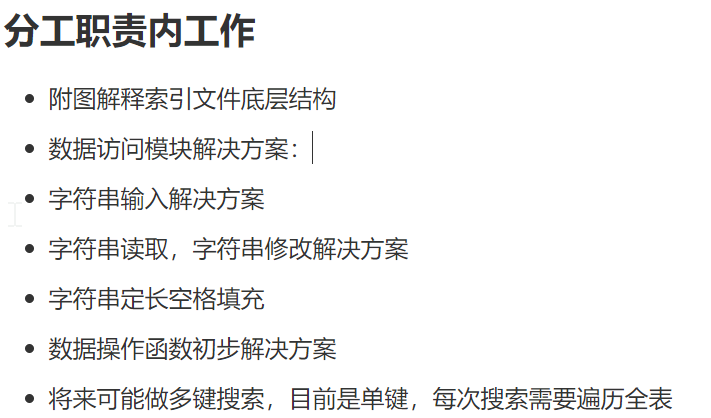 分工职责内工作
附图解释索引文件底层结构
数据访问模块解决方案：
字符串输入解决方案
字符串读取，字符串修改解决方案
字符串定长空格填充
数据操作函数初步解决方案
将来可能做多键搜索，目前是单键，每次搜索需要遍历全表